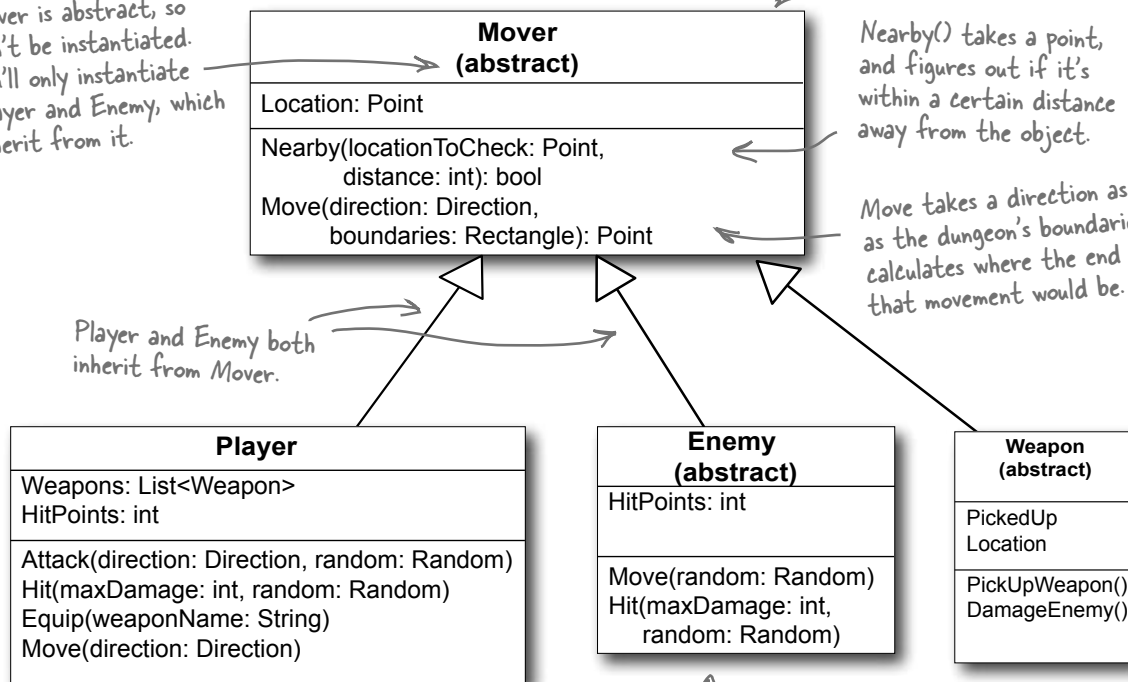 is abstract, so
be instantiated.
only instantiate
and Enemy, which
from it.
Mover
(abstract)
Location: Point
Nearby(locationToCheck: Point,
distance: int): bool
Move(direction: Direction,
boundaries: Rectangle): Point
Nearby() takes a point,
and figures out if it's
within a certain distance
away from the object.
Move takes a direction as
as the dungeon's
calculates where the end
that movement would be.
Player and Enemy both
inherit from Mover.
Player
Weapons: List<Weapon>
HitPoints: int
Attack(direction: Direction, random: Random)
Hit(maxDamage: int, random: Random)
Equip(weaponName: String)
Move(direction: Direction)
Enemy
(abstract)
HitPoints: int
Move(random: Random)
Hit(maxDamage: int,
random: Random)
Weapon
(abstract)
PickedUp
Location
PickUpWeapon()
DamageEnemy()